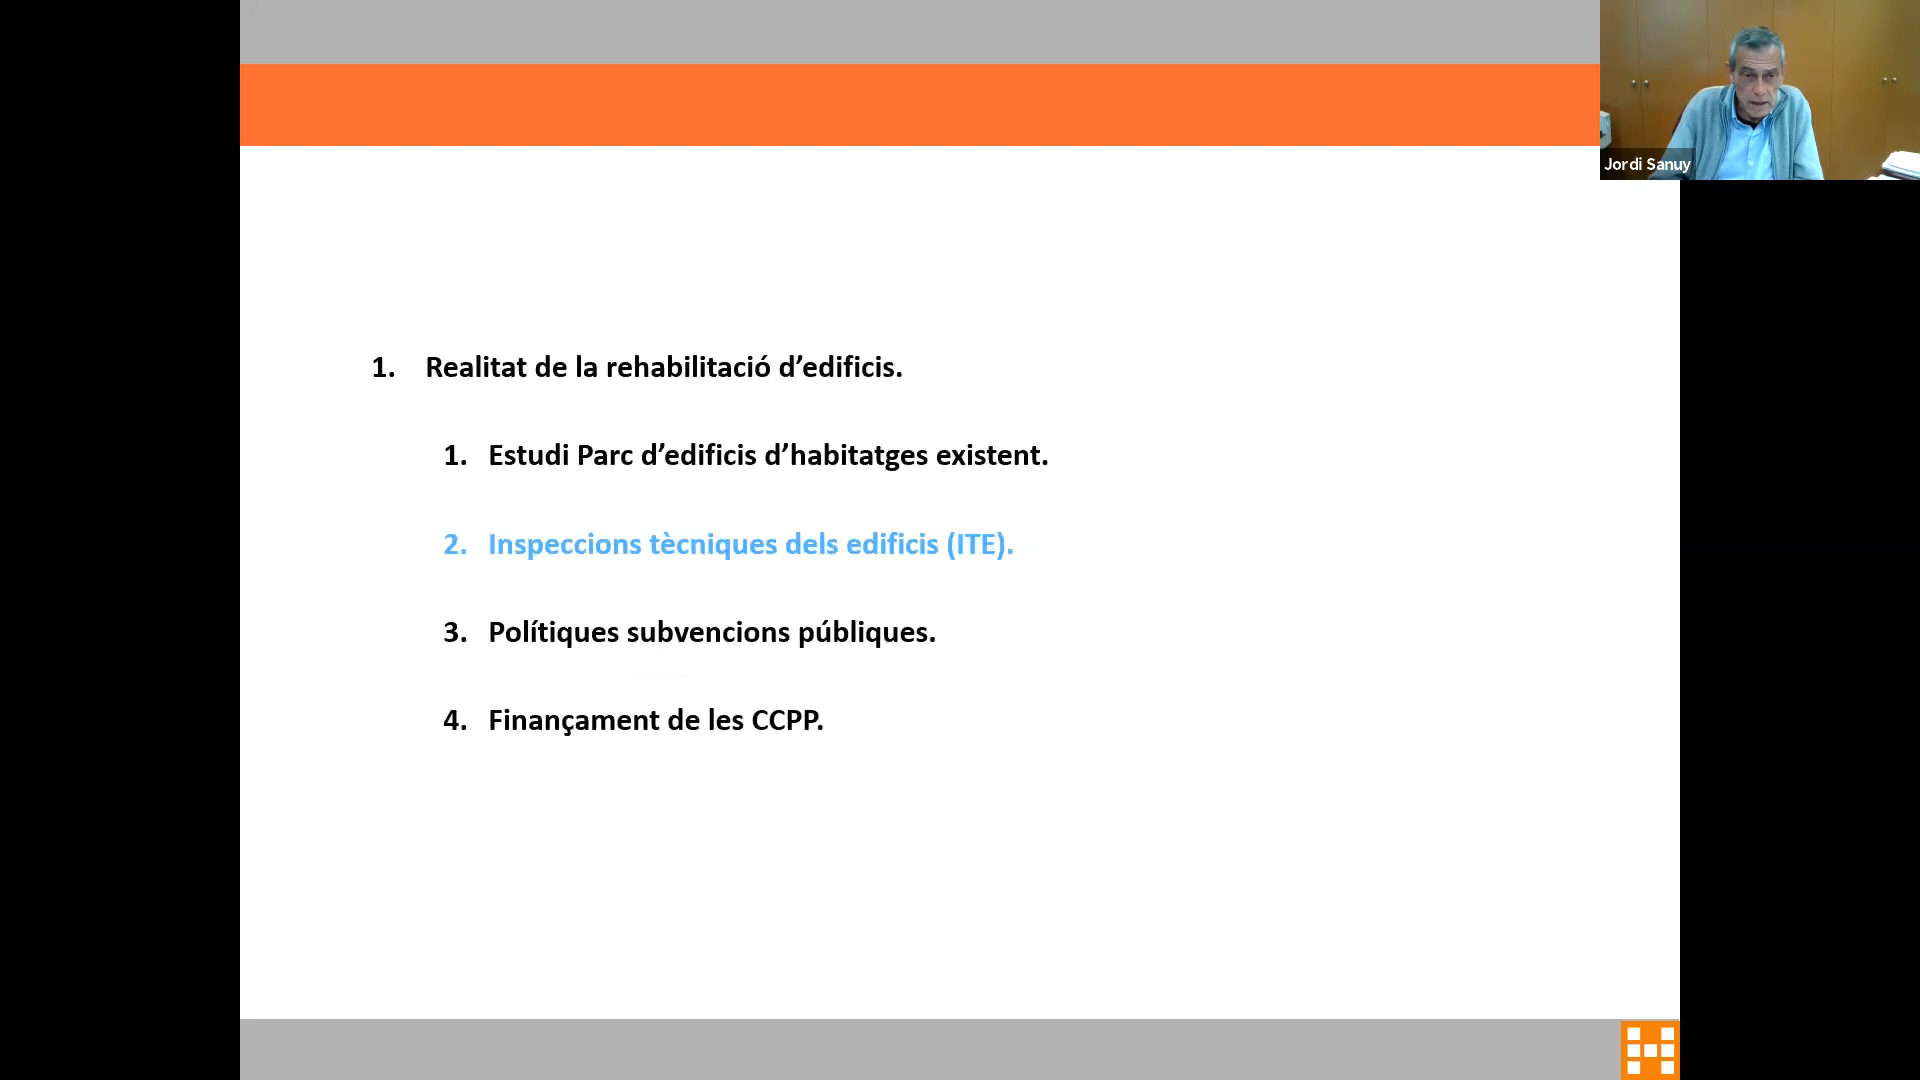 Jordi Sanuy
1. Realitat de la rehabilitació d’edificis.
1. Estudi Parc d’edificis d’habitatges existent.
2. Inspeccions tècniques dels edificis (ITE).
3. Polítiques subvencions públiques.
4. Finançament de les CCPP.